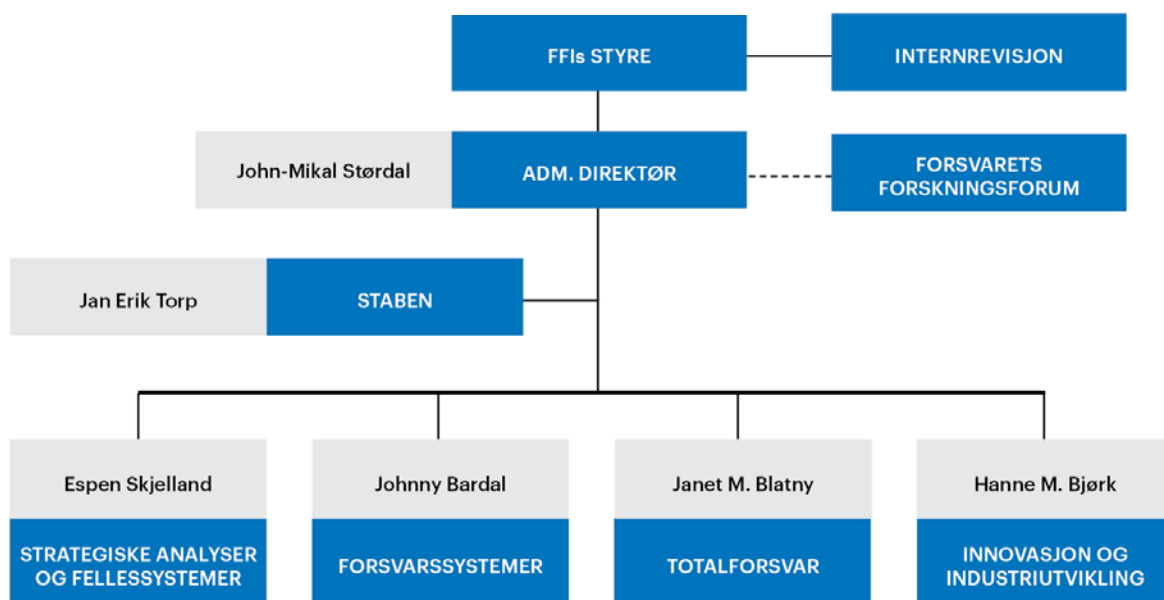 FFIs STYRE
INTERNREVISJON
John-Mikal Størdal
ADM. DIREKTØR
FORSVARETS
FORSKNINGSFORUM
Jan Erik Torp
STABEN
Espen Skjelland
STRATEGISKE ANALYSER
OG FELLESSYSTEMER
Johnny Bardal
FORSVARSSYSTEMER
Janet M. Blatny
TOTALFORSVAR
Hanne M. Bjørk
INNOVASJON OG
INDUSTRIUTVIKLING